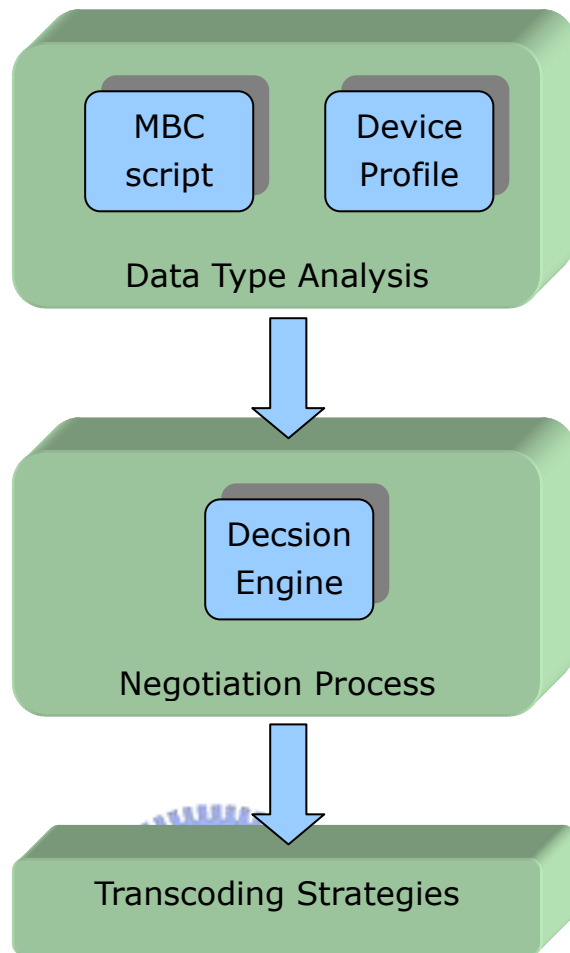 MBC
script
Device
Profile
Data Type Analysis
Decsion
Engine
Negotiation Process
Transcoding Strategies